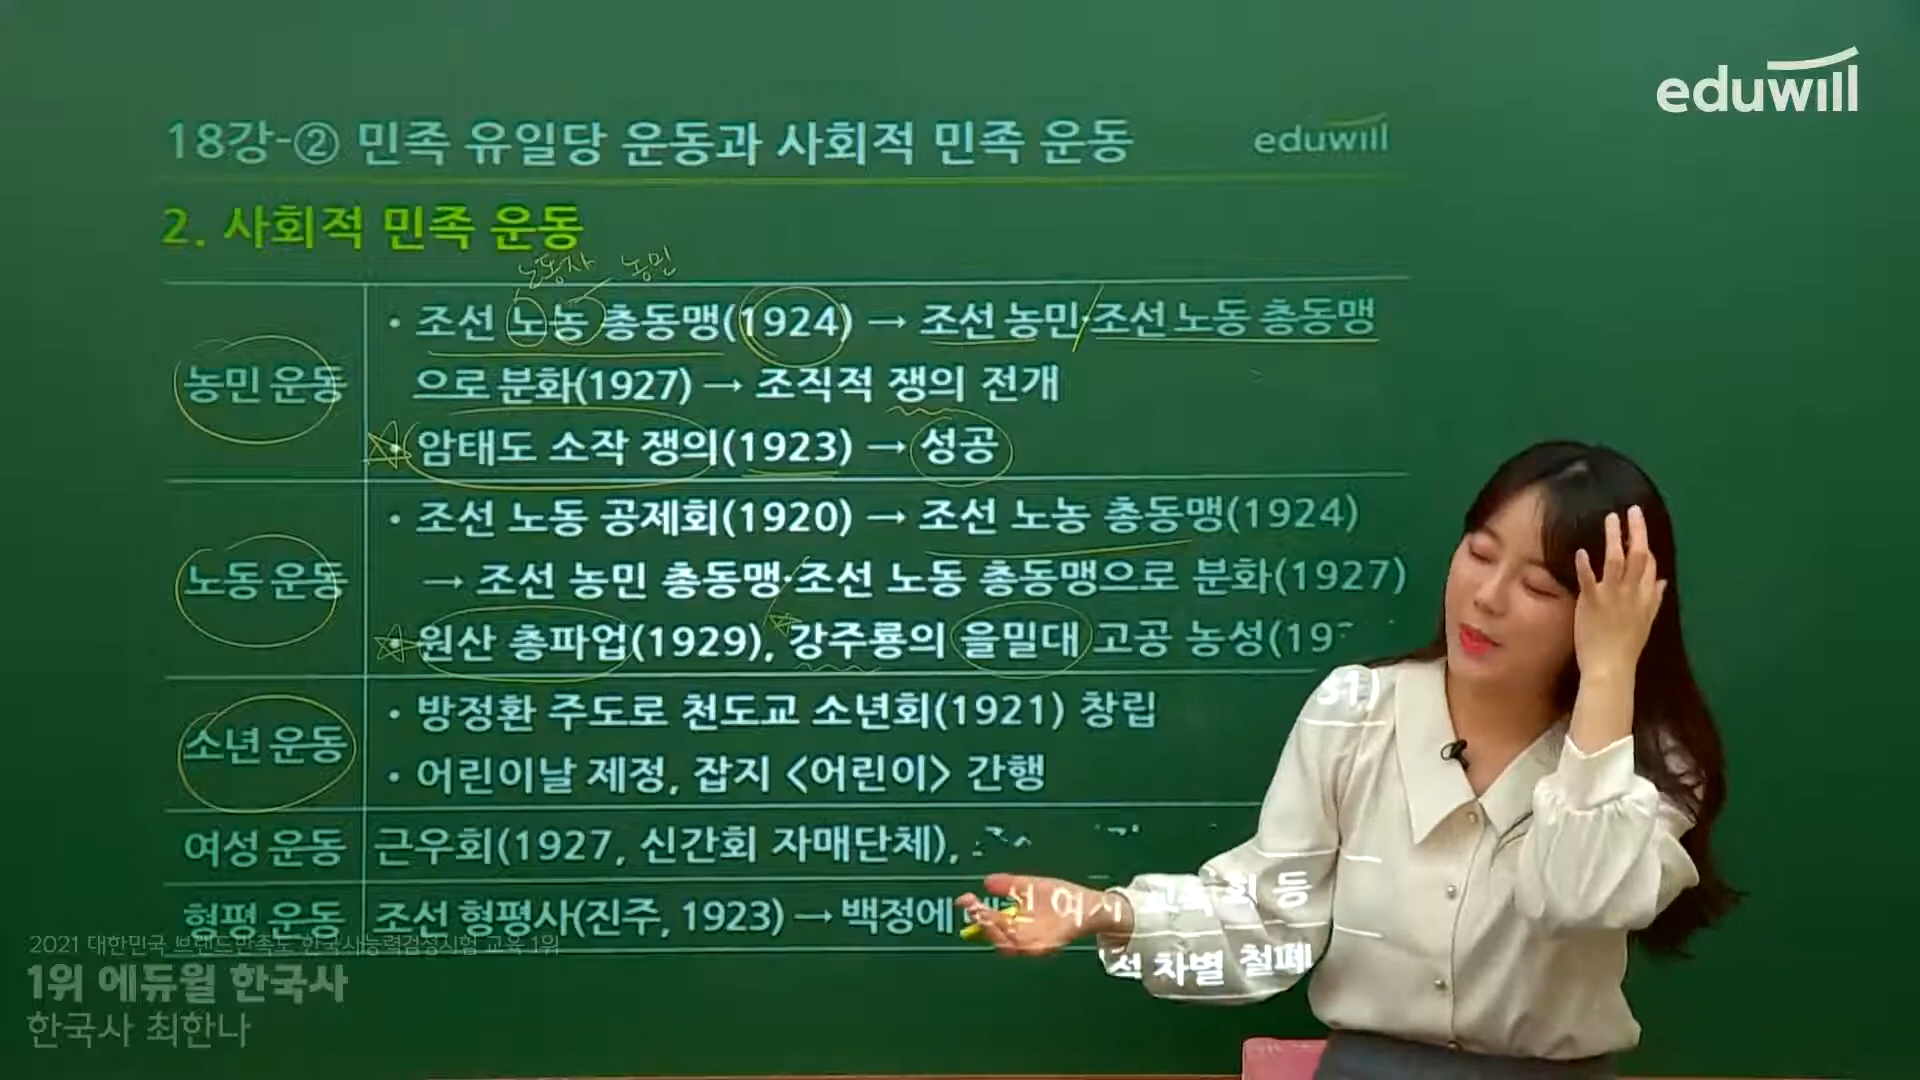 eduwill
18강-② 민족 유일당 운동과 사회적 민족 운동
eduwill
2. 사회적 민족 운동
노동자 농민
농민 운동
• 조선 노농 총동맹(1924) → 조선 농민·조선 노동 총동맹
으로 분화(1927) → 조직적 쟁의 전개
• 암태도 소작 쟁의(1923) → 성공
노동 운동
• 조선 노동 공제회(1920) → 조선 노농 총동맹(1924)
→ 조선 농민 총동맹·조선 노동 총동맹으로 분화(1927)
• 원산 총파업(1929), 강주룡의 을밀대 고공 농성(1931)
소년 운동
• 방정환 주도로 천도교 소년회(1921) 창립
• 어린이날 제정, 잡지 <어린이> 간행
여성 운동
근우회(1927, 신간회 자매단체), 등
형평 운동
조선 형평사(진주, 1923) → 백정에 차별 철폐
2021 대한민국 브랜드만족도 한국사능력검정시험 교육 1위
1위 에듀윌 한국사
한국사 최한나